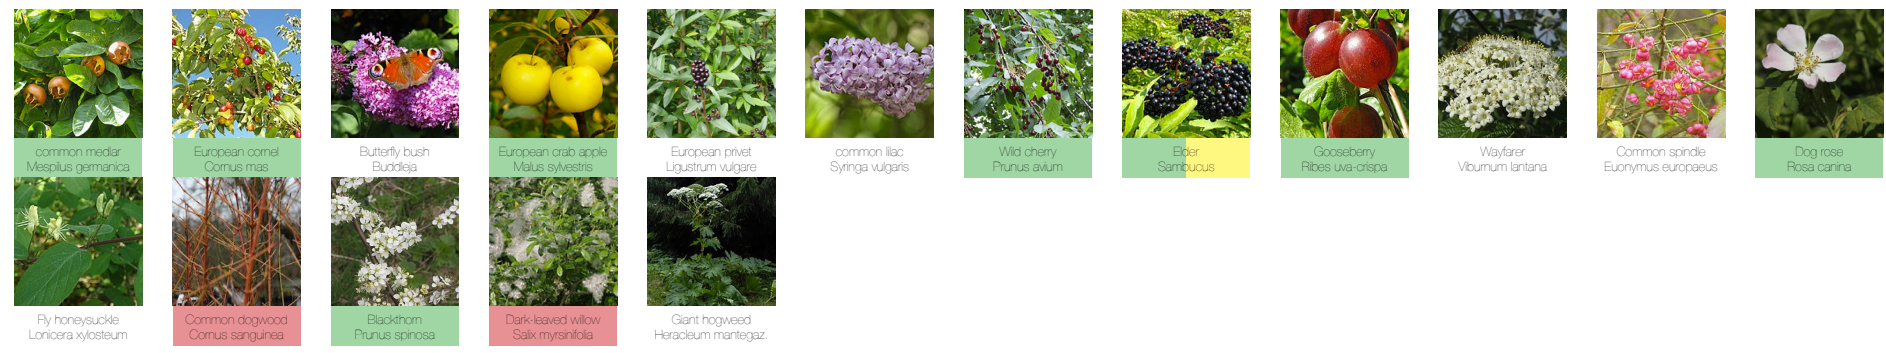 common medlar
Mespilus germanica
European cornel
Cornus mas
Butterfly bush
Buddleja
European crab apple
Malus sylvestris
European privet
Ligustrum vulgare
common lilac
Syringa vulgaris
Wild cherry
Prunus avium
Elder
Sambucus
Gooseberry
Ribes uva-crispa
Wayfarer
Viburnum lantana
Common spindle
Euonymus europaeus
Dog rose
Rosa canina
Fly honeysuckle
Lonicera xylosteum
Common dogwood
Cornus sanguinea
Blackthorn
Prunus spinosa
Dark-leaved willow
Salix myrsinifolia
Giant hogweed
Heracleum mantegaz.